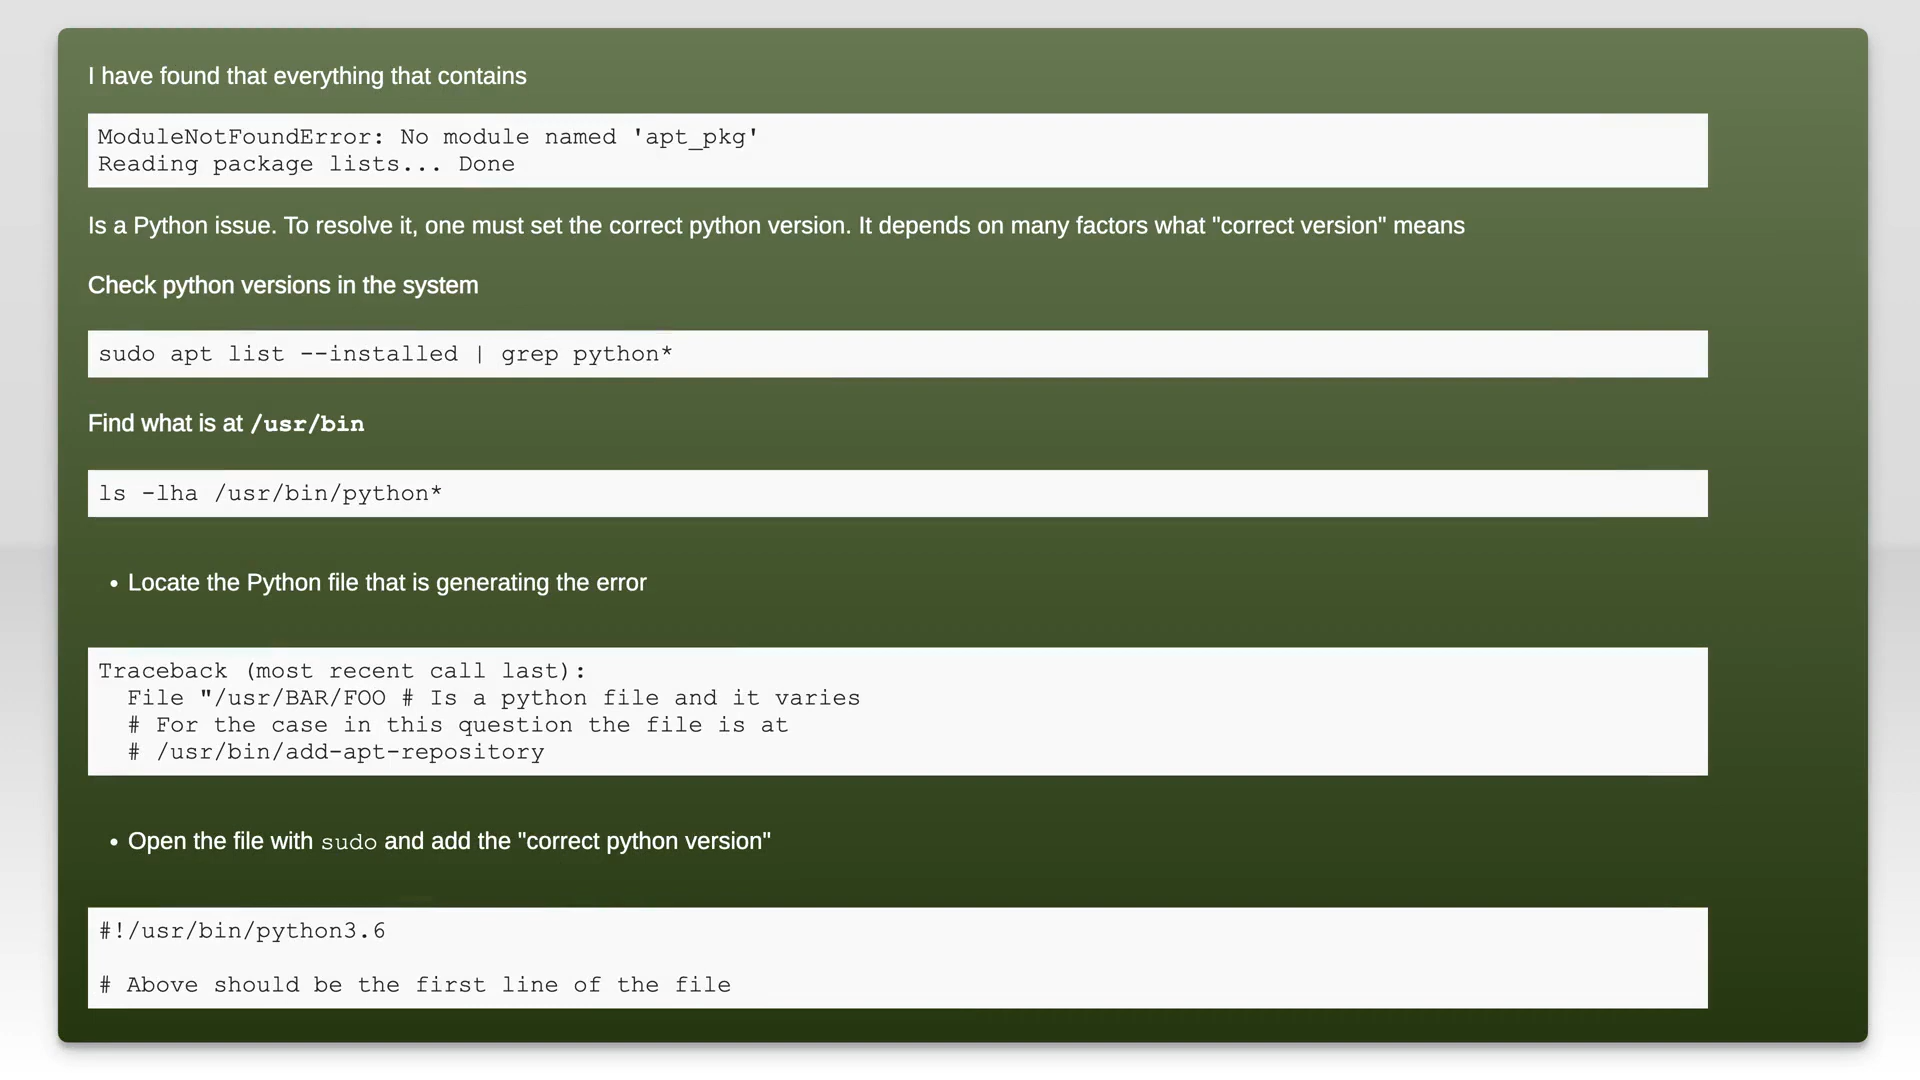 I have found that everything that contains
ModuleNotFoundError: No module named 'apt_pkg'
Reading package lists... Done
Is a Python issue. To resolve it, one must set the correct python version. It depends on many factors what "correct version" means
Check python versions in the system
sudo apt list --installed | grep python*
Find what is at /usr/bin
ls -lha /usr/bin/python*
• Locate the Python file that is generating the error
Traceback (most recent call last):
  File "/usr/BAR/FOO # Is a python file and it varies
  # For the case in this question the file is at
  # /usr/bin/add-apt-repository
• Open the file with sudo and add the "correct python version"
#!/usr/bin/python3.6
# Above should be the first line of the file